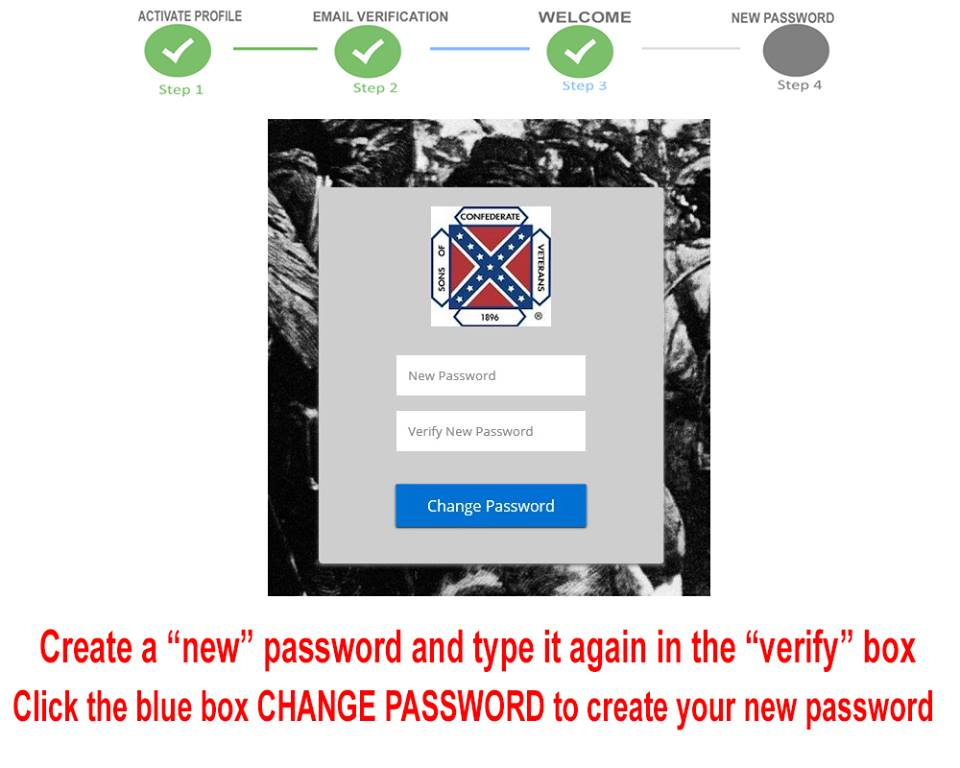 ACTIVATE PROFILE
EMAIL VERIFICATION
WELCOME
NEW PASSWORD
Step 1
Step 2
Step 3
Step 4
CONFEDERATE
SONS OF
VETERANS
1896 ®
New Password
Verify New Password
Change Password
Create a “new” password and type it again in the “verify” box
Click the blue box CHANGE PASSWORD to create your new password